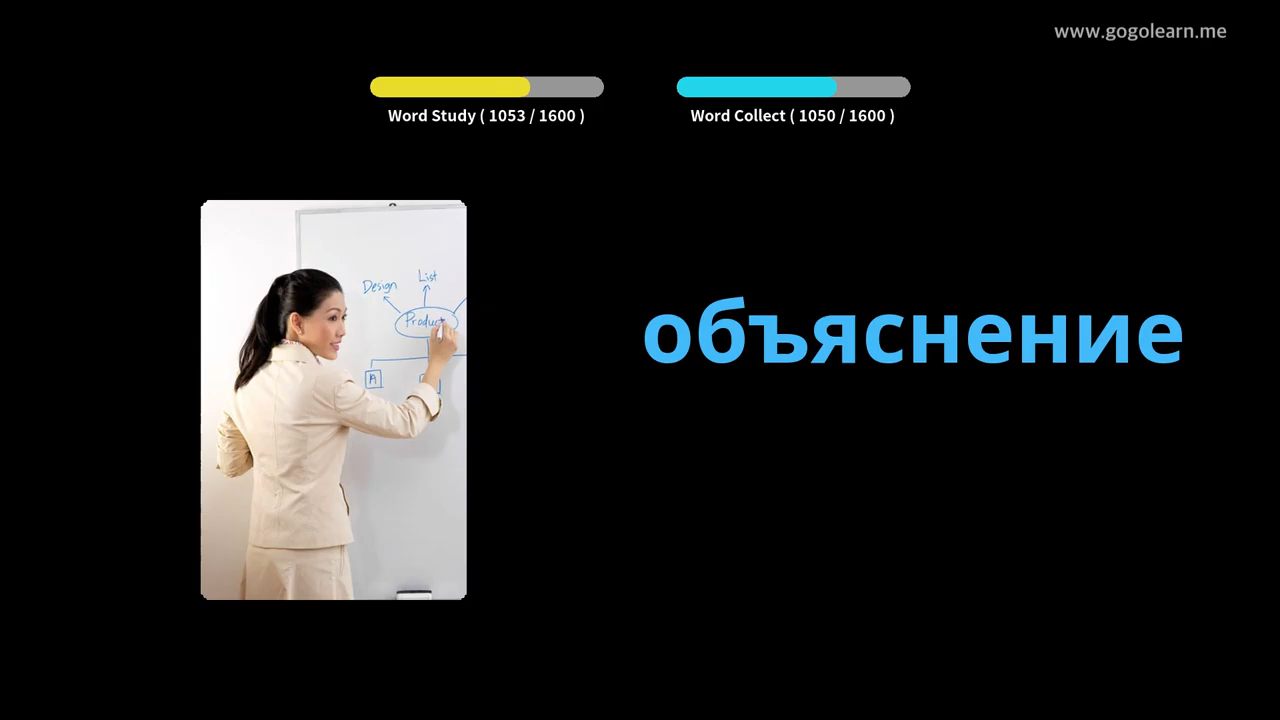 www.gogolearn.me
Word Study ( 1053 / 1600 )
Word Collect ( 1050 / 1600 )
List
Design
Product
объяснение
A